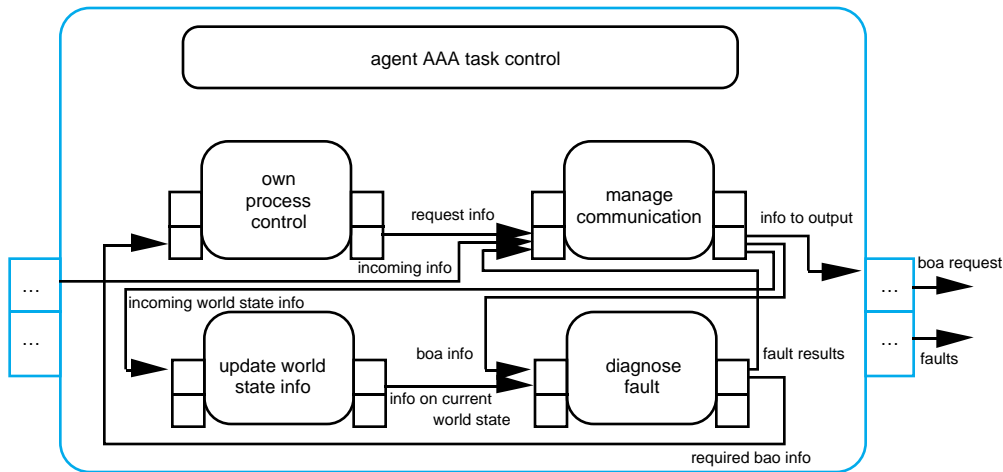 agent AAA task control
own
process
control
manage
communication
request info
info to output
incoming info
boa request
...
...
incoming world state info
...
...
update world
state info
boa info
diagnose
fault
fault results
faults
info on current
world state
required bao info